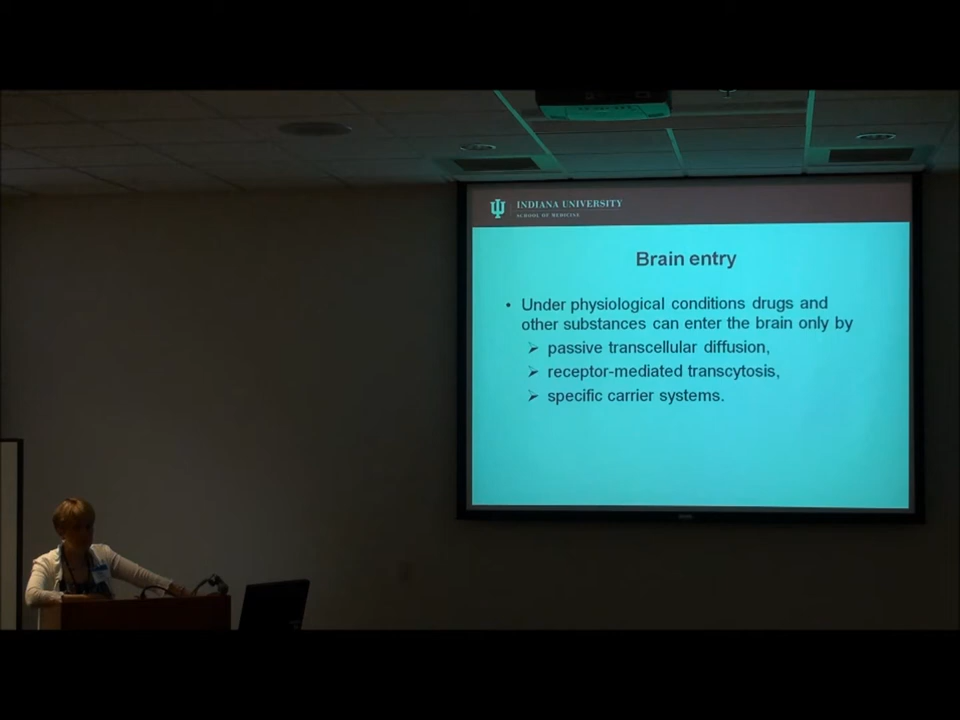 INDIANA UNIVERSITY
SCHOOL OF MEDICINE
Brain entry
• Under physiological conditions drugs and
other substances can enter the brain only by
➢ passive transcellular diffusion,
➢ receptor-mediated transcytosis,
➢ specific carrier systems.